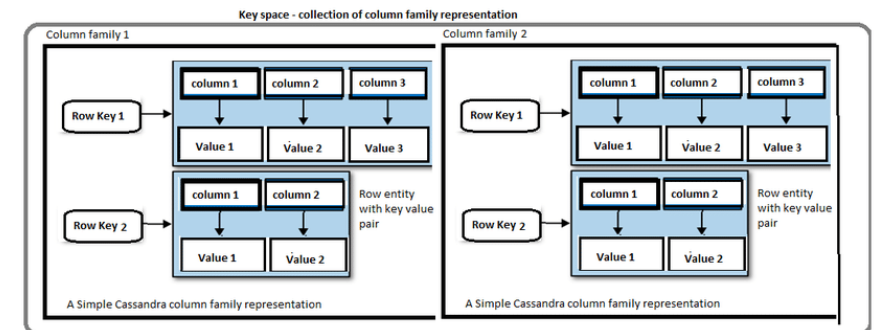 Key space - collection of column family representation
Column family 1
column 1 column 2 column 3
Row Key 1
Value 1 Value 2 Value 3
column 1 column 2
Row entity
with key value
pair
Row Key 2
Value 1 Value 2
A Simple Cassandra column family representation
Column family 2
column 1 column 2 column 3
Row Key 1
Value 1 Value 2 Value 3
column 1 column 2
Row entity
with key value
pair
Row Key 2
Value 1 Value 2
A Simple Cassandra column family representation